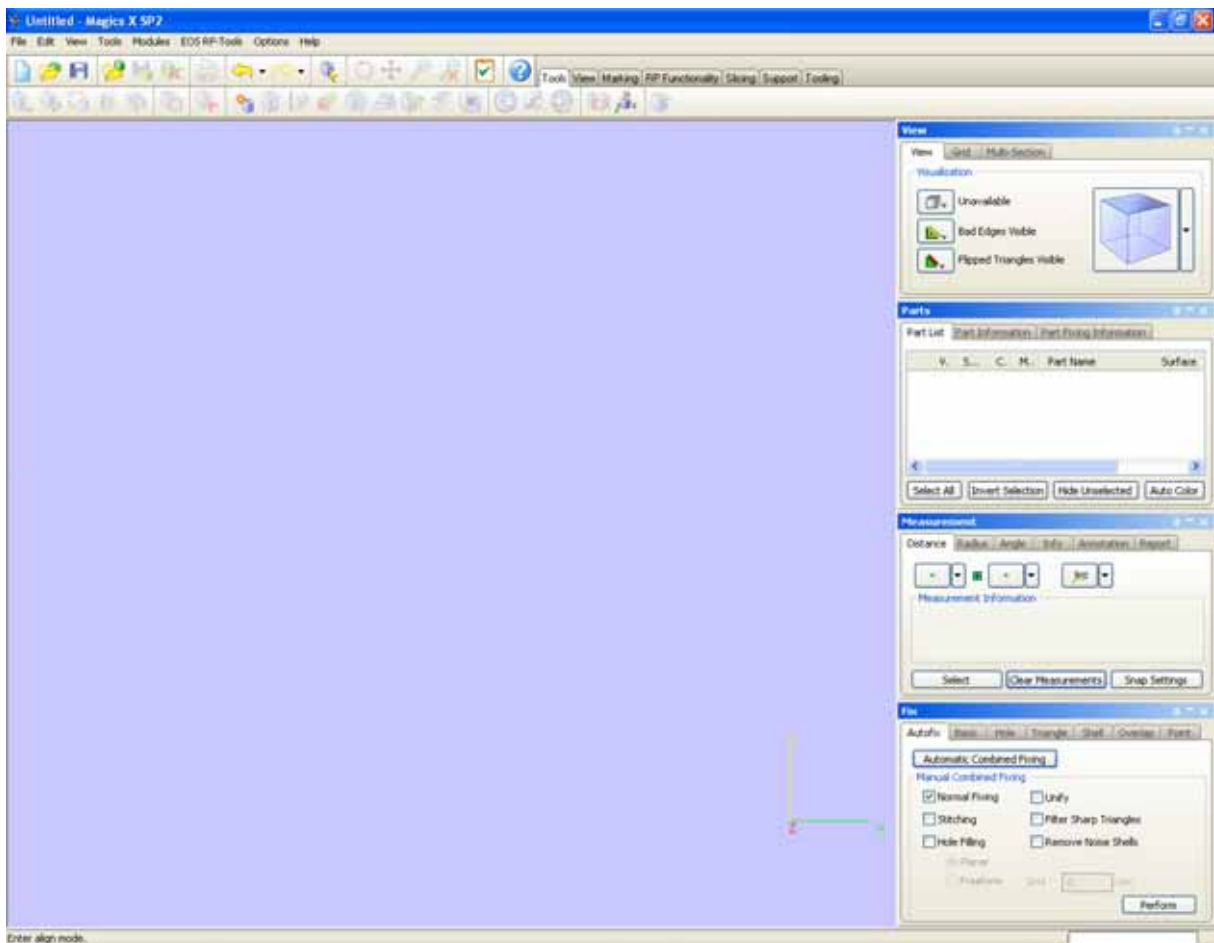 Untitled - Magics X SP2
File Edit View Tools Modules EOS RP-Tools Options Help
Tools View Marking RP Functionality Slicing Support Tooling
View
View Grid Multi-Section
Visualization
Unavailable
Bad Edges Visible
Flipped Triangles Visible
Parts
Part List Part Information Part Fixing Information
V. S... C. M.. Part Name Surface
Select All Invert Selection Hide Unselected Auto Color
Measurement
Distance Radius Angle Info Annotation Report
Measurement Information
Select Clear Measurements Snap Settings
Fix
Autofix Basic Hole Triangle Shell Overlap Point
Automatic Combined Fixing
Manual Combined Fixing
Normal Fixing Unify
Stitching Filter Sharp Triangles
Hole Filling Remove Noise Shells
Planar
Freeform Grid
Perform
Z
Enter align mode.